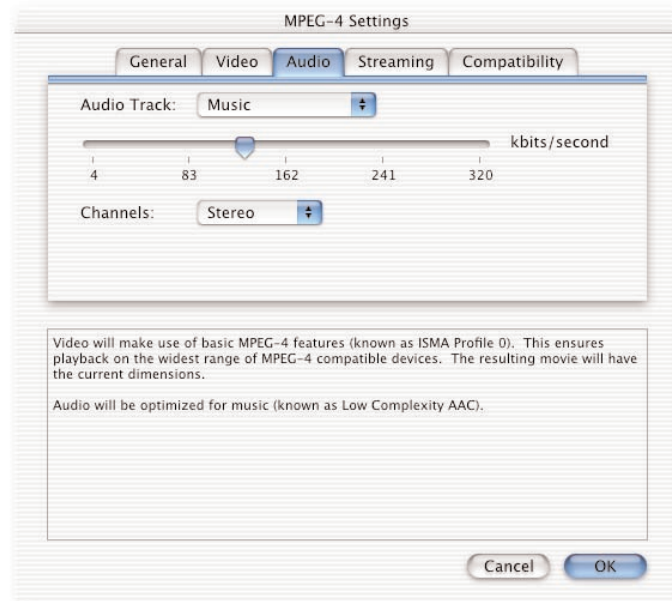 MPEG-4 Settings
General Video Audio Streaming Compatibility
Audio Track: Music
kbits/second
4 83 162 241 320
Channels: Stereo
Video will make use of basic MPEG-4 features (known as ISMA Profile 0). This ensures
playback on the widest range of MPEG-4 compatible devices. The resulting movie will have
the current dimensions.
Audio will be optimized for music (known as Low Complexity AAC).
Cancel OK